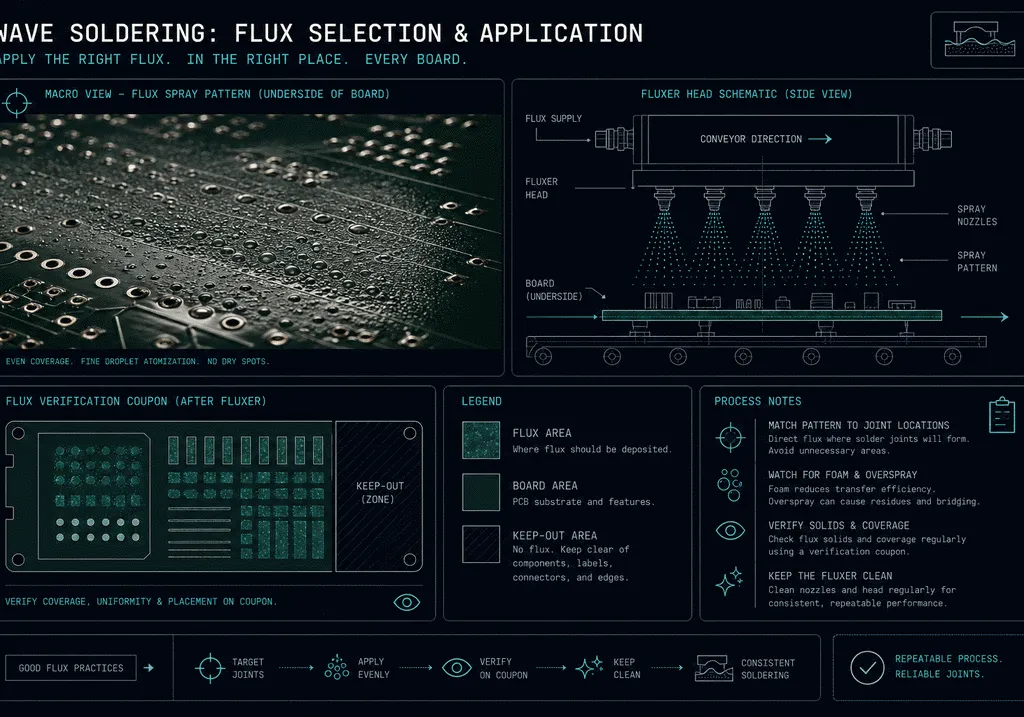 WAVE SOLDERING: FLUX SELECTION & APPLICATION
APPLY THE RIGHT FLUX. IN THE RIGHT PLACE. EVERY BOARD.
MACRO VIEW – FLUX SPRAY PATTERN (UNDERSIDE OF BOARD)
EVEN COVERAGE. FINE DROPLET ATOMIZATION. NO DRY SPOTS.
FLUXER HEAD SCHEMATIC (SIDE VIEW)
FLUX SUPPLY
CONVEYOR DIRECTION
FLUXER
HEAD
SPRAY
NOZZLES
SPRAY
PATTERN
BOARD
(UNDERSIDE)
FLUX VERIFICATION COUPON (AFTER FLUXER)
KEEP-OUT
(ZONE)
VERIFY COVERAGE, UNIFORMITY & PLACEMENT ON COUPON.
LEGEND
FLUX AREA
Where flux should be deposited.
BOARD AREA
PCB substrate and features.
KEEP-OUT AREA
No flux. Keep clear of
components, labels,
connectors, and edges.
PROCESS NOTES
MATCH PATTERN TO JOINT LOCATIONS
Direct flux where solder joints will form.
Avoid unnecessary areas.
WATCH FOR FOAM & OVERSPRAY
Foam reduces transfer efficiency.
Overspray can cause residues and bridging.
VERIFY SOLIDS & COVERAGE
Check flux solids and coverage regularly
using a verification coupon.
KEEP THE FLUXER CLEAN
Clean nozzles and head regularly for
consistent, repeatable performance.
GOOD FLUX PRACTICES
TARGET
JOINTS
APPLY
EVENLY
VERIFY
ON COUPON
KEEP
CLEAN
CONSISTENT
SOLDERING
REPEATABLE PROCESS.
RELIABLE JOINTS.